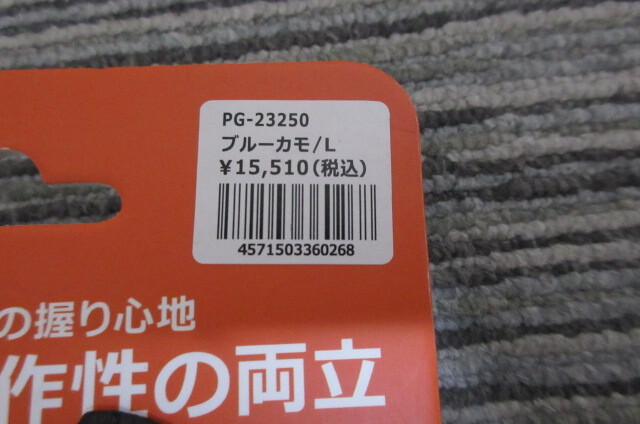 PG-23250
ブルーカモ/L
¥15,510(税込)
4571503360268
の握り心地
作性の両立